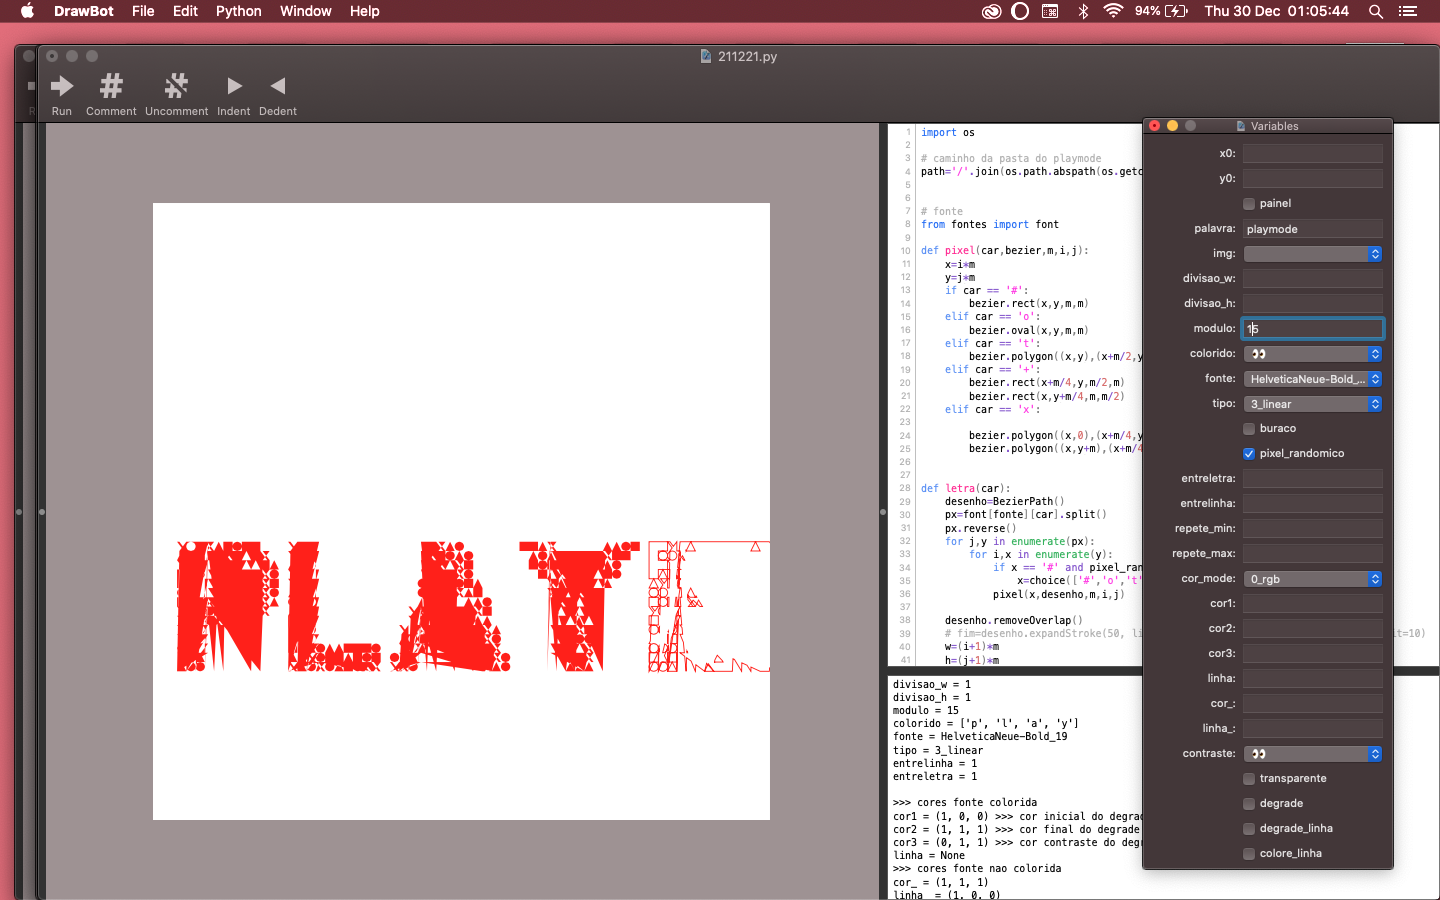 DrawBot File Edit Python Window Help 94% Thu 30 Dec 01:05:44
211221.py
Run Comment Uncomment Indent Dedent
1 import os
2
3 # caminho da pasta do playmode
4 path='/'.join(os.path.abspath(os.getc
5
6
7 # fonte
8 from fontes import font
9
10 def pixel(car,bezier,m,i,j):
11 x=i*m
12 y=j*m
13 if car == '#':
14 bezier.rect(x,y,m,m)
15 elif car == 'o':
16 bezier.oval(x,y,m,m)
17 elif car == 't':
18 bezier.polygon((x,y),(x+m/2,y
19 elif car == '+':
20 bezier.rect(x+m/4,y,m/2,m)
21 bezier.rect(x,y+m/4,m,m/2)
22 elif car == 'x':
23
24 bezier.polygon((x,0),(x+m/4,y
25 bezier.polygon((x,y+m),(x+m/4
26
27
28 def letra(car):
29 desenho=BezierPath()
30 px=font[fonte][car].split()
31 px.reverse()
32 for j,y in enumerate(px):
33 for i,x in enumerate(y):
34 if x == '#' and pixel_ran
35 x=choice(['#','o','t'
36 pixel(x,desenho,m,i,j)
37
38 desenho.removeOverlap()
39 # fim=desenho.expandStroke(50, li it=10)
40 w=(i+1)*m
41 h=(j+1)*m
divisao_w = 1
divisao_h = 1
modulo = 15
colorido = ['p', 'l', 'a', 'y']
fonte = HelveticaNeue-Bold_19
tipo = 3_linear
entrelinha = 1
entreletra = 1
>>> cores fonte colorida
cor1 = (1, 0, 0) >>> cor inicial do degrad
cor2 = (1, 1, 1) >>> cor final do degrade
cor3 = (0, 1, 1) >>> cor contraste do deg
linha = None
>>> cores fonte nao colorida
cor_ = (1, 1, 1)
linha_ = (1, 0, 0)
Variables
x0:
y0:
painel
palavra: playmode
img:
divisao_w:
divisao_h:
modulo: 15
colorido: 👀
fonte: HelveticaNeue-Bold_...
tipo: 3_linear
buraco
pixel_randomico
entreletra:
entrelinha:
repete_min:
repete_max:
cor_mode: 0_rgb
cor1:
cor2:
cor3:
linha:
cor_:
linha_:
contraste: 👀
transparente
degrade
degrade_linha
colore_linha